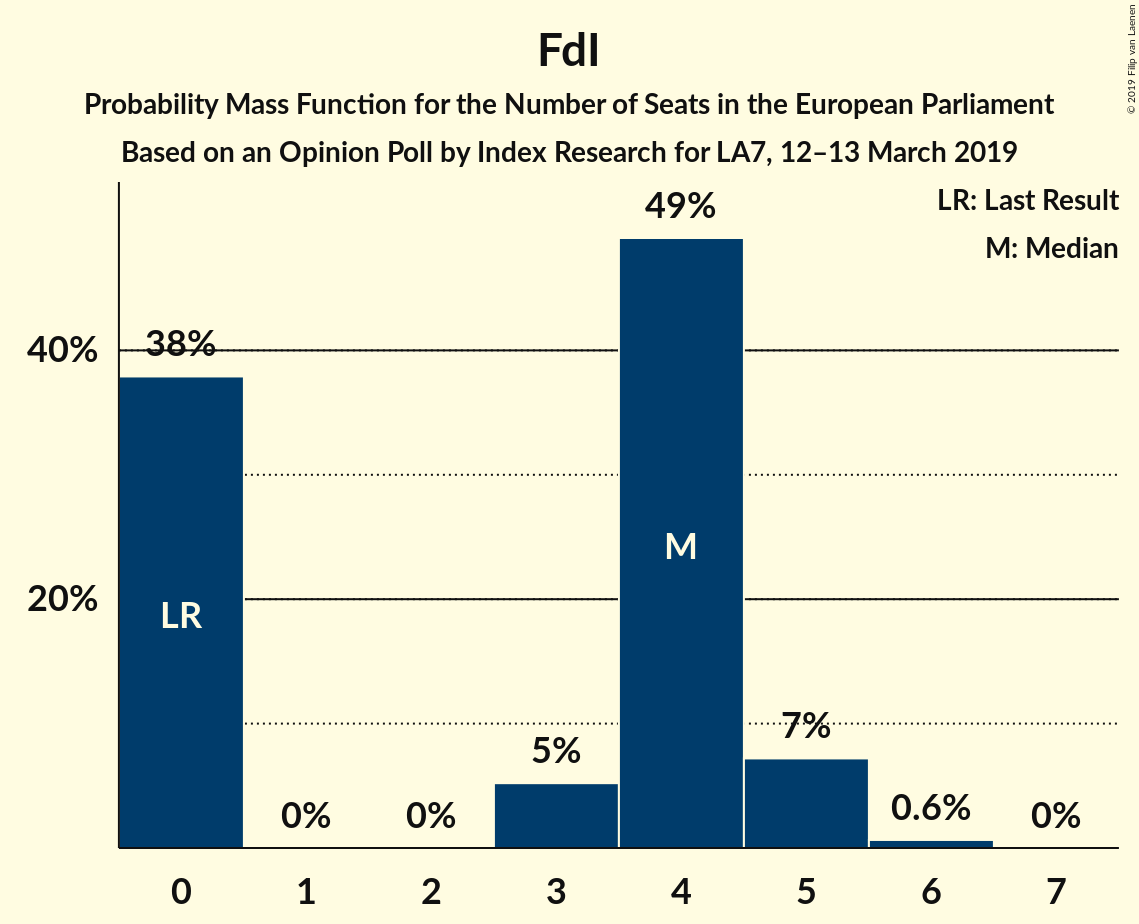 FdI
Probability Mass Function for the Number of Seats in the European Parliament
Based on an Opinion Poll by Index Research for LA7, 12–13 March 2019
© 2019 Filip van Laenen
LR: Last Result
M: Median
49%
38%
40%
M
20%
LR
7%
5%
0%
0%
0.6%
0%
0
1
2
3
4
5
6
7